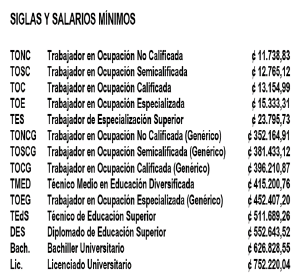 SIGLAS Y SALARIOS MÍNIMOS
TONC Trabajador en Ocupación No Calificada ¢ 11.738,83
TOSC Trabajador en Ocupación Semicalificada ¢ 12.765,12
TOC Trabajador en Ocupación Calificada ¢ 13.154,99
TOE Trabajador en Ocupación Especializada ¢ 15.333,31
TES Trabajador de Especialización Superior ¢ 23.795,73
TONCG Trabajador en Ocupación No Calificada (Genérico) ¢ 352.164,91
TOSCG Trabajador en Ocupación Semicalificada (Genérico) ¢ 381.433,12
TOCG Trabajador en Ocupación Calificada (Genérico) ¢ 396.210,87
TMED Técnico Medio en Educación Diversificada ¢ 415.200,76
TOEG Trabajador en Ocupación Especializada (Genérico) ¢ 452.407,20
TEdS Técnico de Educación Superior ¢ 511.689,26
DES Diplomado de Educación Superior ¢ 552.643,52
Bach. Bachiller Universitario ¢ 626.828,55
Lic. Licenciado Universitario ¢ 752.220,04